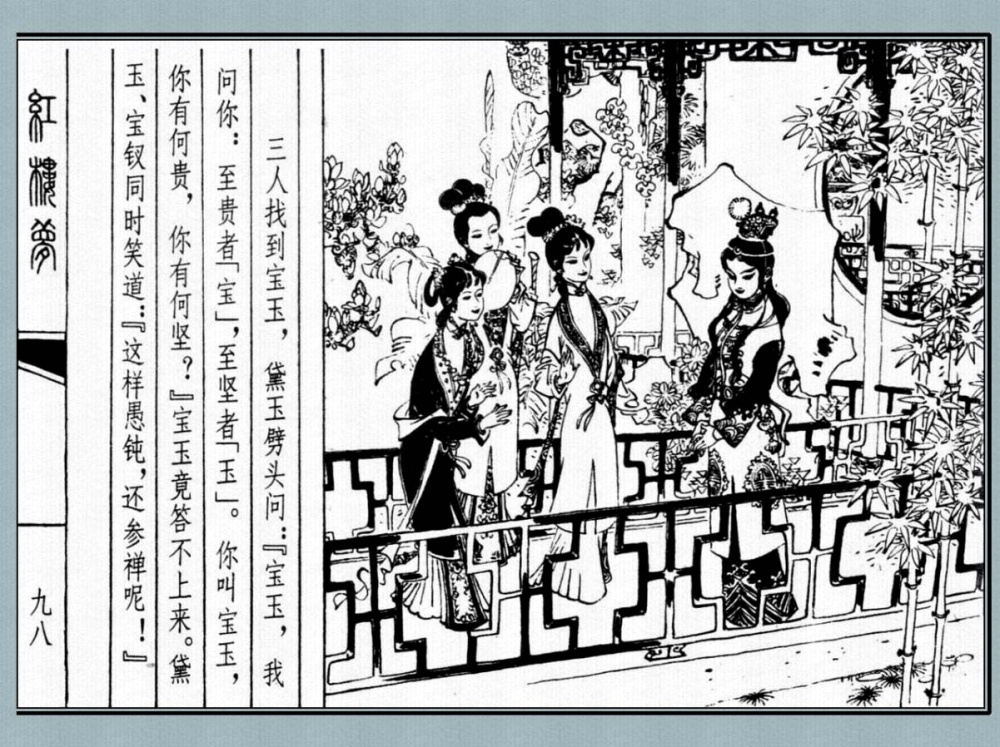 三人找到宝玉，黛玉劈头问：『宝玉，我
问你：至贵者「宝」，至坚者「玉」。你叫宝玉，
你有何贵，你有何坚？』宝玉竟答不上来。黛
玉、宝钗同时笑道：『这样愚钝，还参禅呢！』
紅樓夢
九八